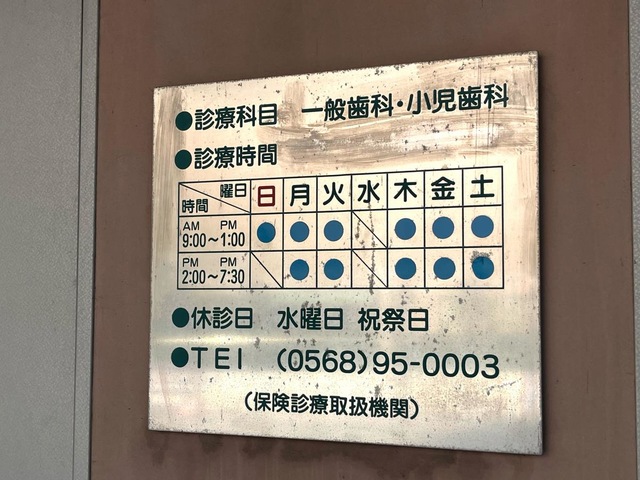 ●診療科目 一般歯科・小児歯科
●診療時間
曜日 日 月 火 水 木 金 土
時間
AM PM
9:00～1:00 ● ● ● ● ● ●
PM PM
2:00～7:30 ● ● ● ● ●
●休診日 水曜日 祝祭日
●TEl (0568)95-0003
(保険診療取扱機関)